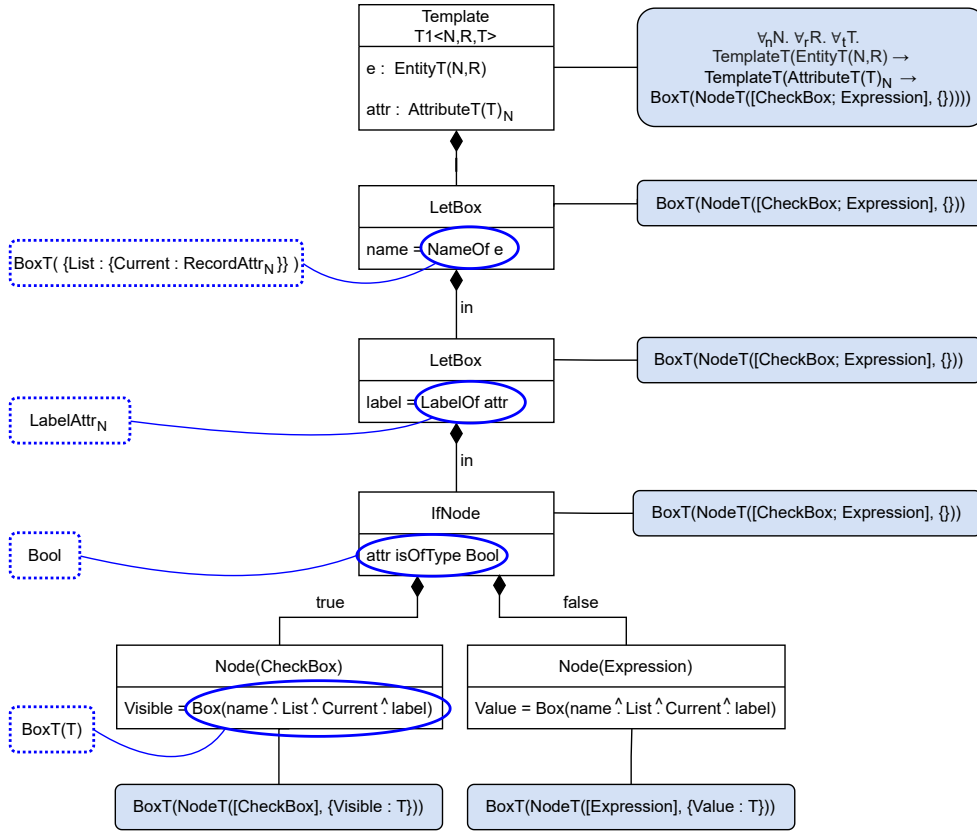 Template
T1<N,R,T>
e : EntityT(N,R)
attr : AttributeT(T)N
∀nN. ∀rR. ∀tT.
TemplateT(EntityT(N,R) →
TemplateT(AttributeT(T)N →
BoxT(NodeT([CheckBox; Expression], {}))))
LetBox
name = NameOf e
BoxT(NodeT([CheckBox; Expression], {}))
BoxT( {List : {Current : RecordAttrN }} )
in
LetBox
label = LabelOf attr
BoxT(NodeT([CheckBox; Expression], {}))
LabelAttrN
in
IfNode
attr isOfType Bool
BoxT(NodeT([CheckBox; Expression], {}))
Bool
true
false
Node(CheckBox)
Visible = Box(name ^. List ^. Current ^. label)
Node(Expression)
Value = Box(name ^. List ^. Current ^. label)
BoxT(T)
BoxT(NodeT([CheckBox], {Visible : T}))
BoxT(NodeT([Expression], {Value : T}))